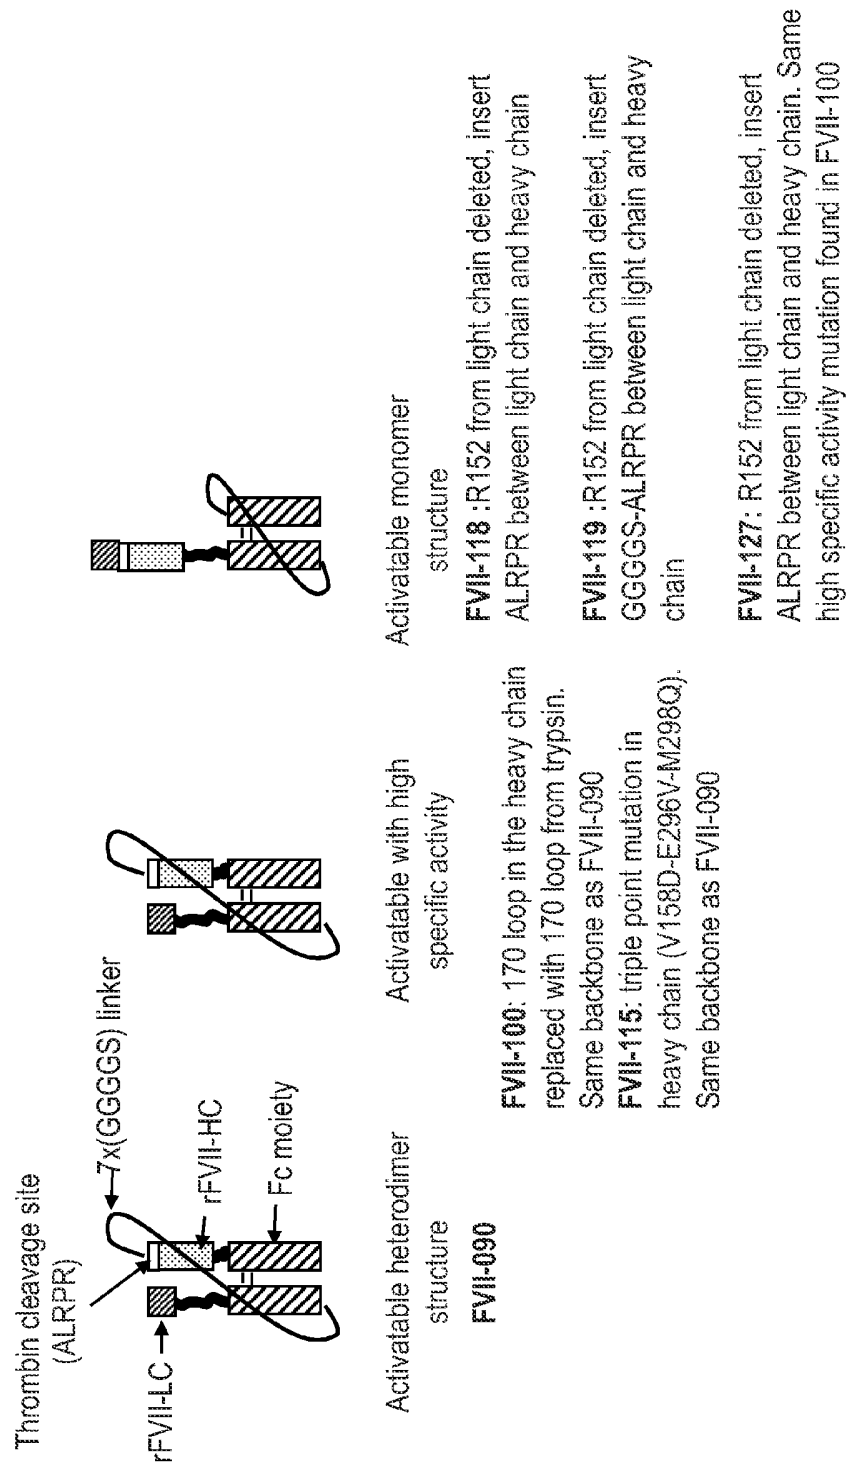 Thrombin cleavage site
(ALRPR)
7x(GGGGS) linker
rFVII-LC
rFVII-HC
Fc moiety
Activatable heterodimer
structure
FVII-090
Activatable with high
specific activity
FVII-100: 170 loop in the heavy chain
replaced with 170 loop from trypsin.
Same backbone as FVII-090
FVII-115: triple point mutation in
heavy chain (V158D-E296V-M298Q).
Same backbone as FVII-090
Activatable monomer
structure
FVII-118 :R152 from light chain deleted, insert
ALRPR between light chain and heavy chain
FVII-119 :R152 from light chain deleted, insert
GGGGS-ALRPR between light chain and heavy
chain
FVII-127: R152 from light chain deleted, insert
ALRPR between light chain and heavy chain. Same
high specific activity mutation found in FVII-100